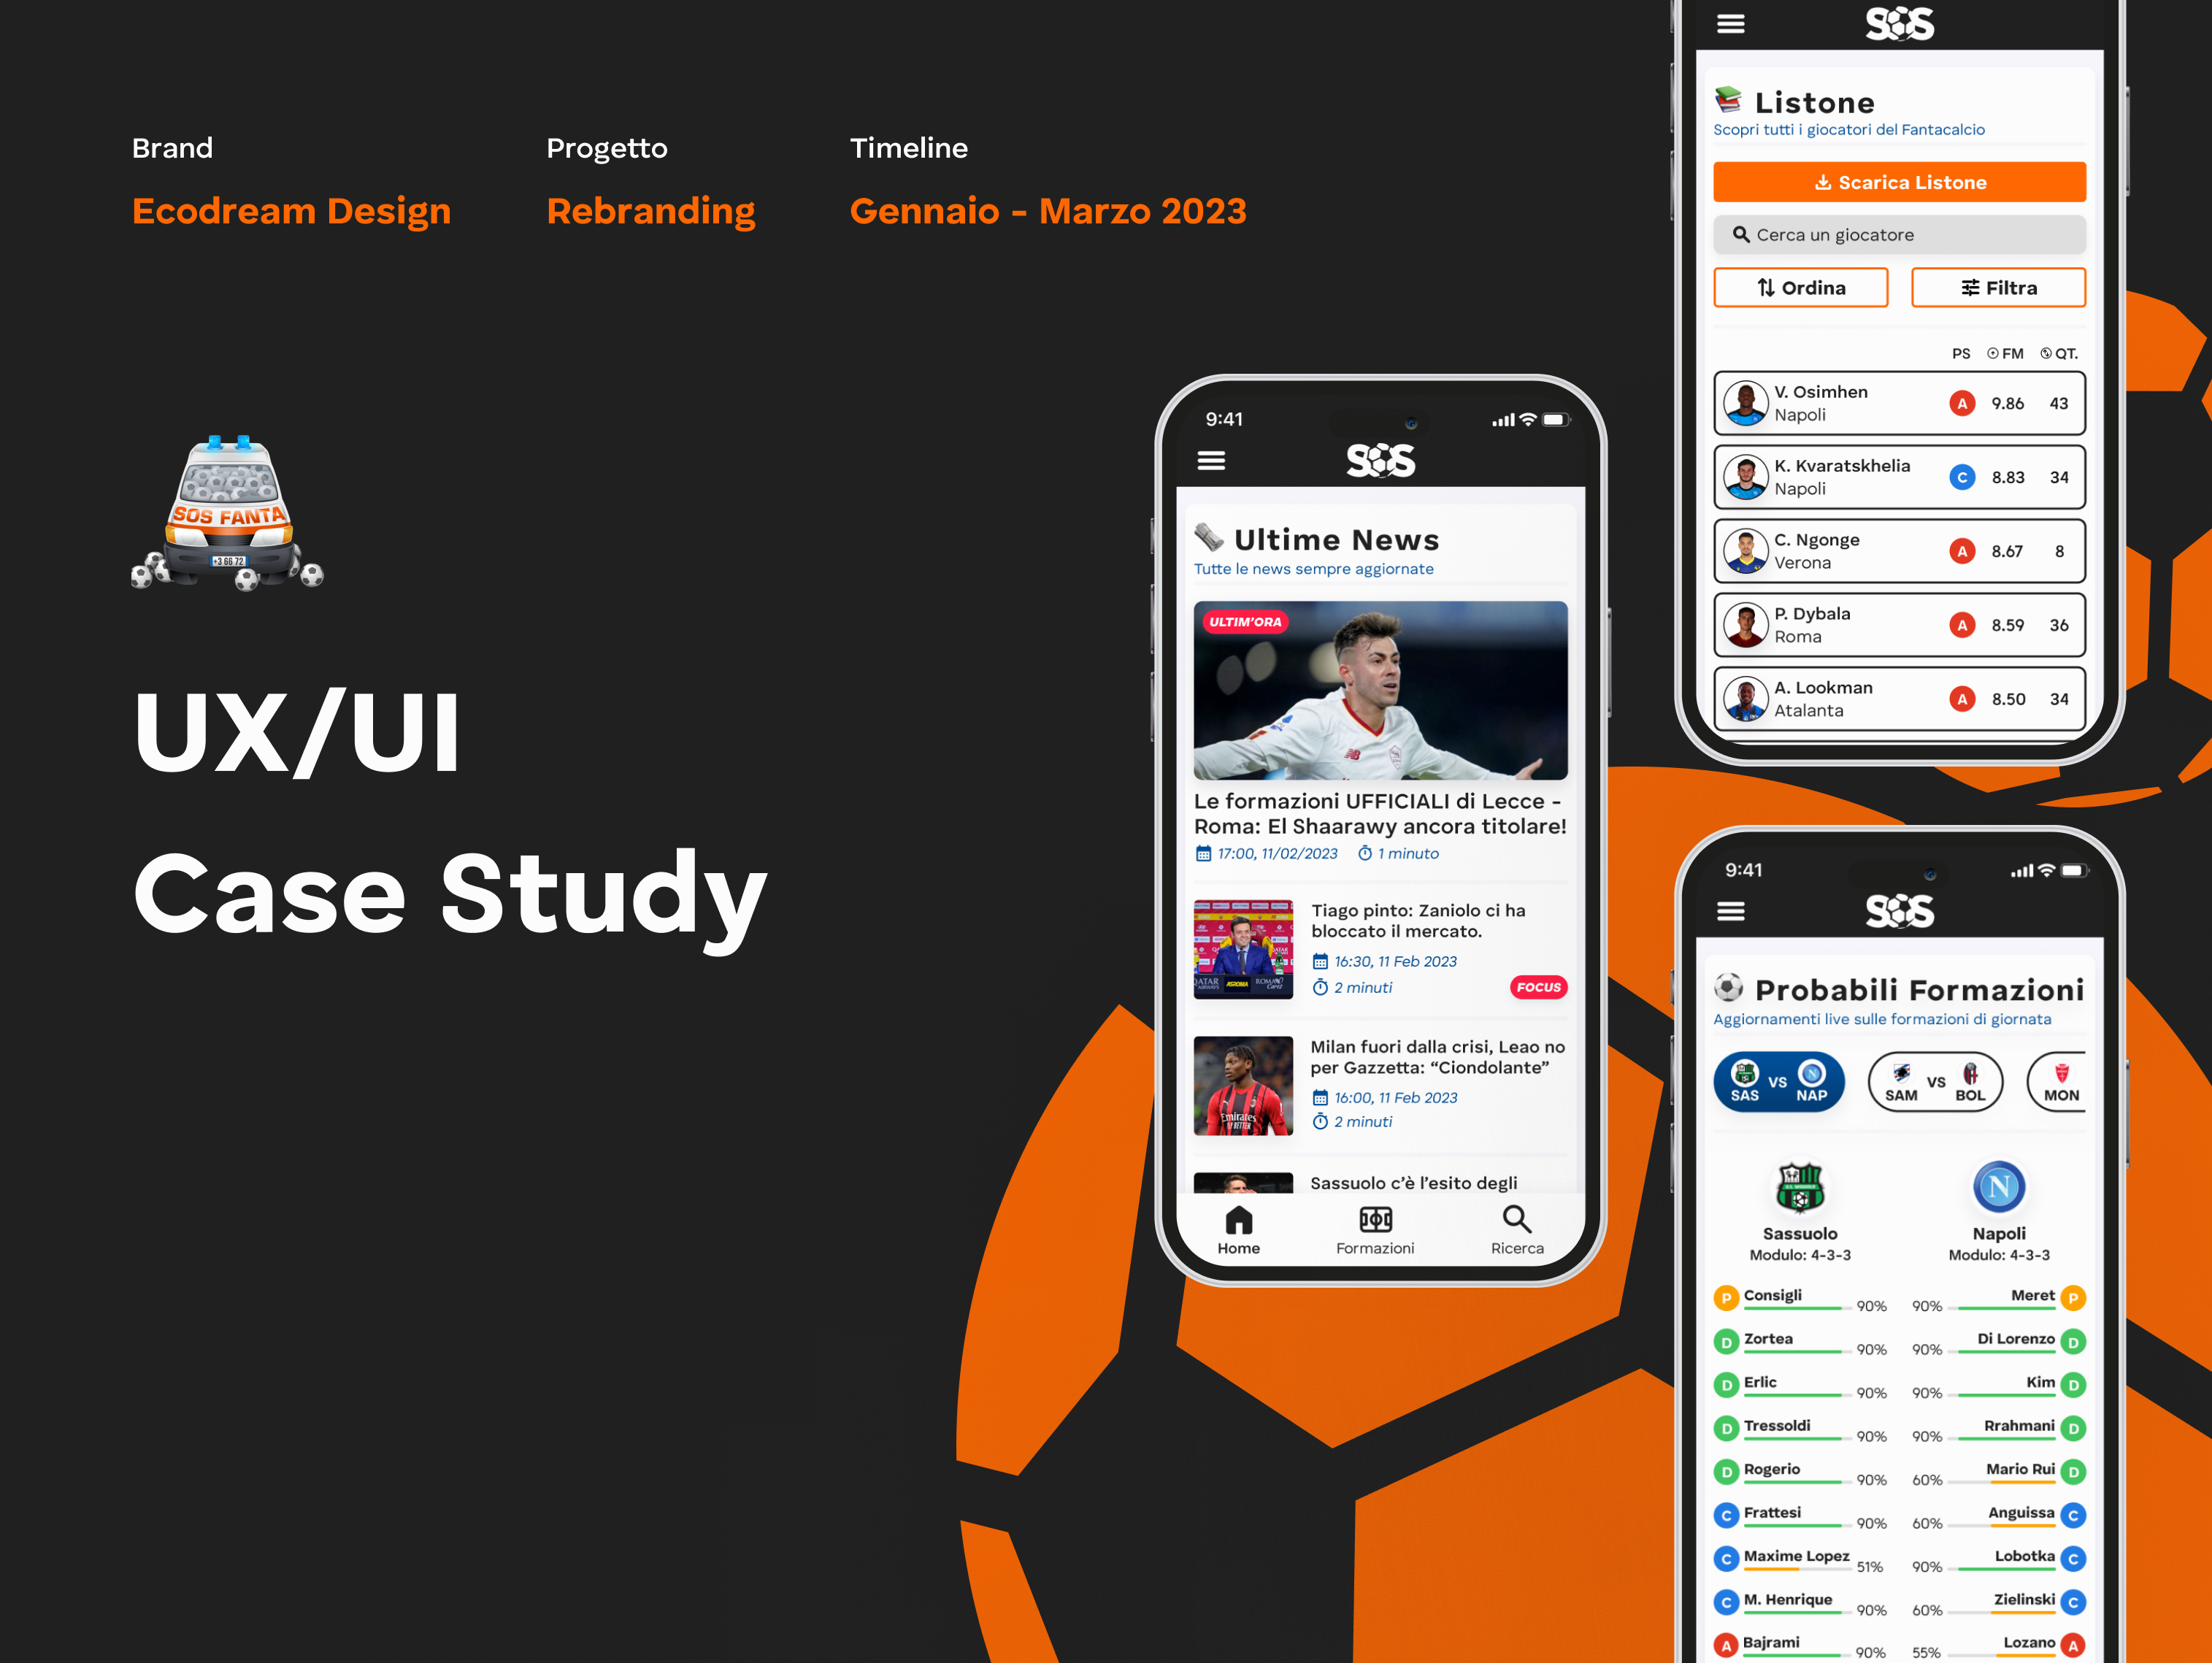 Brand
Ecodream Design
Progetto
Rebranding
Timeline
Gennaio - Marzo 2023
SOS FANTA
+3 66 72
UX/UI
Case Study
9:41
SOS
Ultime News
Tutte le news sempre aggiornate
ULTIM'ORA
Le formazioni UFFICIALI di Lecce -
Roma: El Shaarawy ancora titolare!
17:00, 11/02/2023 1 minuto
Tiago pinto: Zaniolo ci ha
bloccato il mercato.
16:30, 11 Feb 2023
2 minuti
FOCUS
Milan fuori dalla crisi, Leao no
per Gazzetta: “Ciondolante”
16:00, 11 Feb 2023
2 minuti
Emirates
Sassuolo c’è l’esito degli
Home Formazioni Ricerca
SOS
Listone
Scopri tutti i giocatori del Fantacalcio
Scarica Listone
Cerca un giocatore
Ordina Filtra
PS FM QT.
V. Osimhen
Napoli
A 9.86 43
K. Kvaratskhelia
Napoli
C 8.83 34
C. Ngonge
Verona
A 8.67 8
P. Dybala
Roma
A 8.59 36
A. Lookman
Atalanta
A 8.50 34
9:41
SOS
Probabili Formazioni
Aggiornamenti live sulle formazioni di giornata
SAS VS NAP
SAM VS BOL
MON
Sassuolo Napoli
Modulo: 4-3-3 Modulo: 4-3-3
P Consigli 90% 90% Meret P
D Zortea 90% 90% Di Lorenzo D
D Erlic 90% 90% Kim D
D Tressoldi 90% 90% Rrahmani D
D Rogerio 90% 60% Mario Rui D
C Frattesi 90% 60% Anguissa C
C Maxime Lopez 51% 90% Lobotka C
C M. Henrique 90% 60% Zielinski C
A Bajrami 90% 55% Lozano A